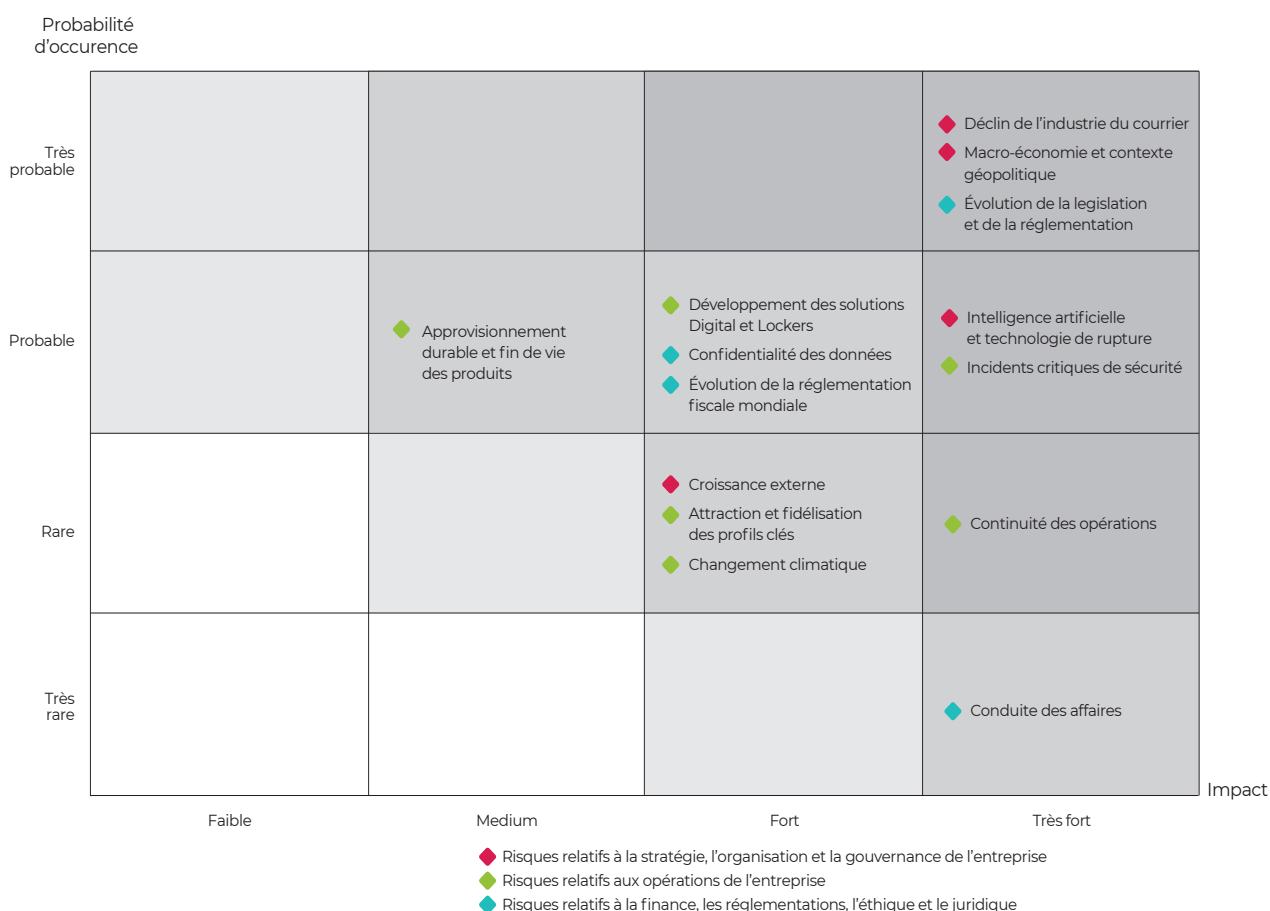 Probabilité
d'occurence
Très
probable
Déclin de l'industrie du courrier
Macro-économie et contexte
géopolitique
Évolution de la legislation
et de la réglementation
Probable
Approvisionnement
durable et fin de vie
des produits
Développement des solutions
Digital et Lockers
Confidentialité des données
Évolution de la réglementation
fiscale mondiale
Intelligence artificielle
et technologie de rupture
Incidents critiques de sécurité
Rare
Croissance externe
Attraction et fidélisation
des profils clés
Changement climatique
Continuité des opérations
Très
rare
Conduite des affaires
Impact
Faible
Medium
Fort
Très fort
Risques relatifs à la stratégie, l'organisation et la gouvernance de l'entreprise
Risques relatifs aux opérations de l'entreprise
Risques relatifs à la finance, les réglementations, l'éthique et le juridique